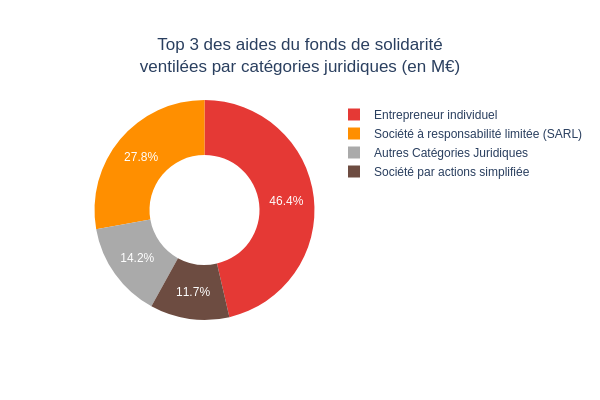 Top 3 des aides du fonds de solidarité
ventilées par catégories juridiques (en M€)
Entrepreneur individuel
Société à responsabilité limitée (SARL)
Autres Catégories Juridiques
Société par actions simplifiée
27.8%
46.4%
14.2%
11.7%